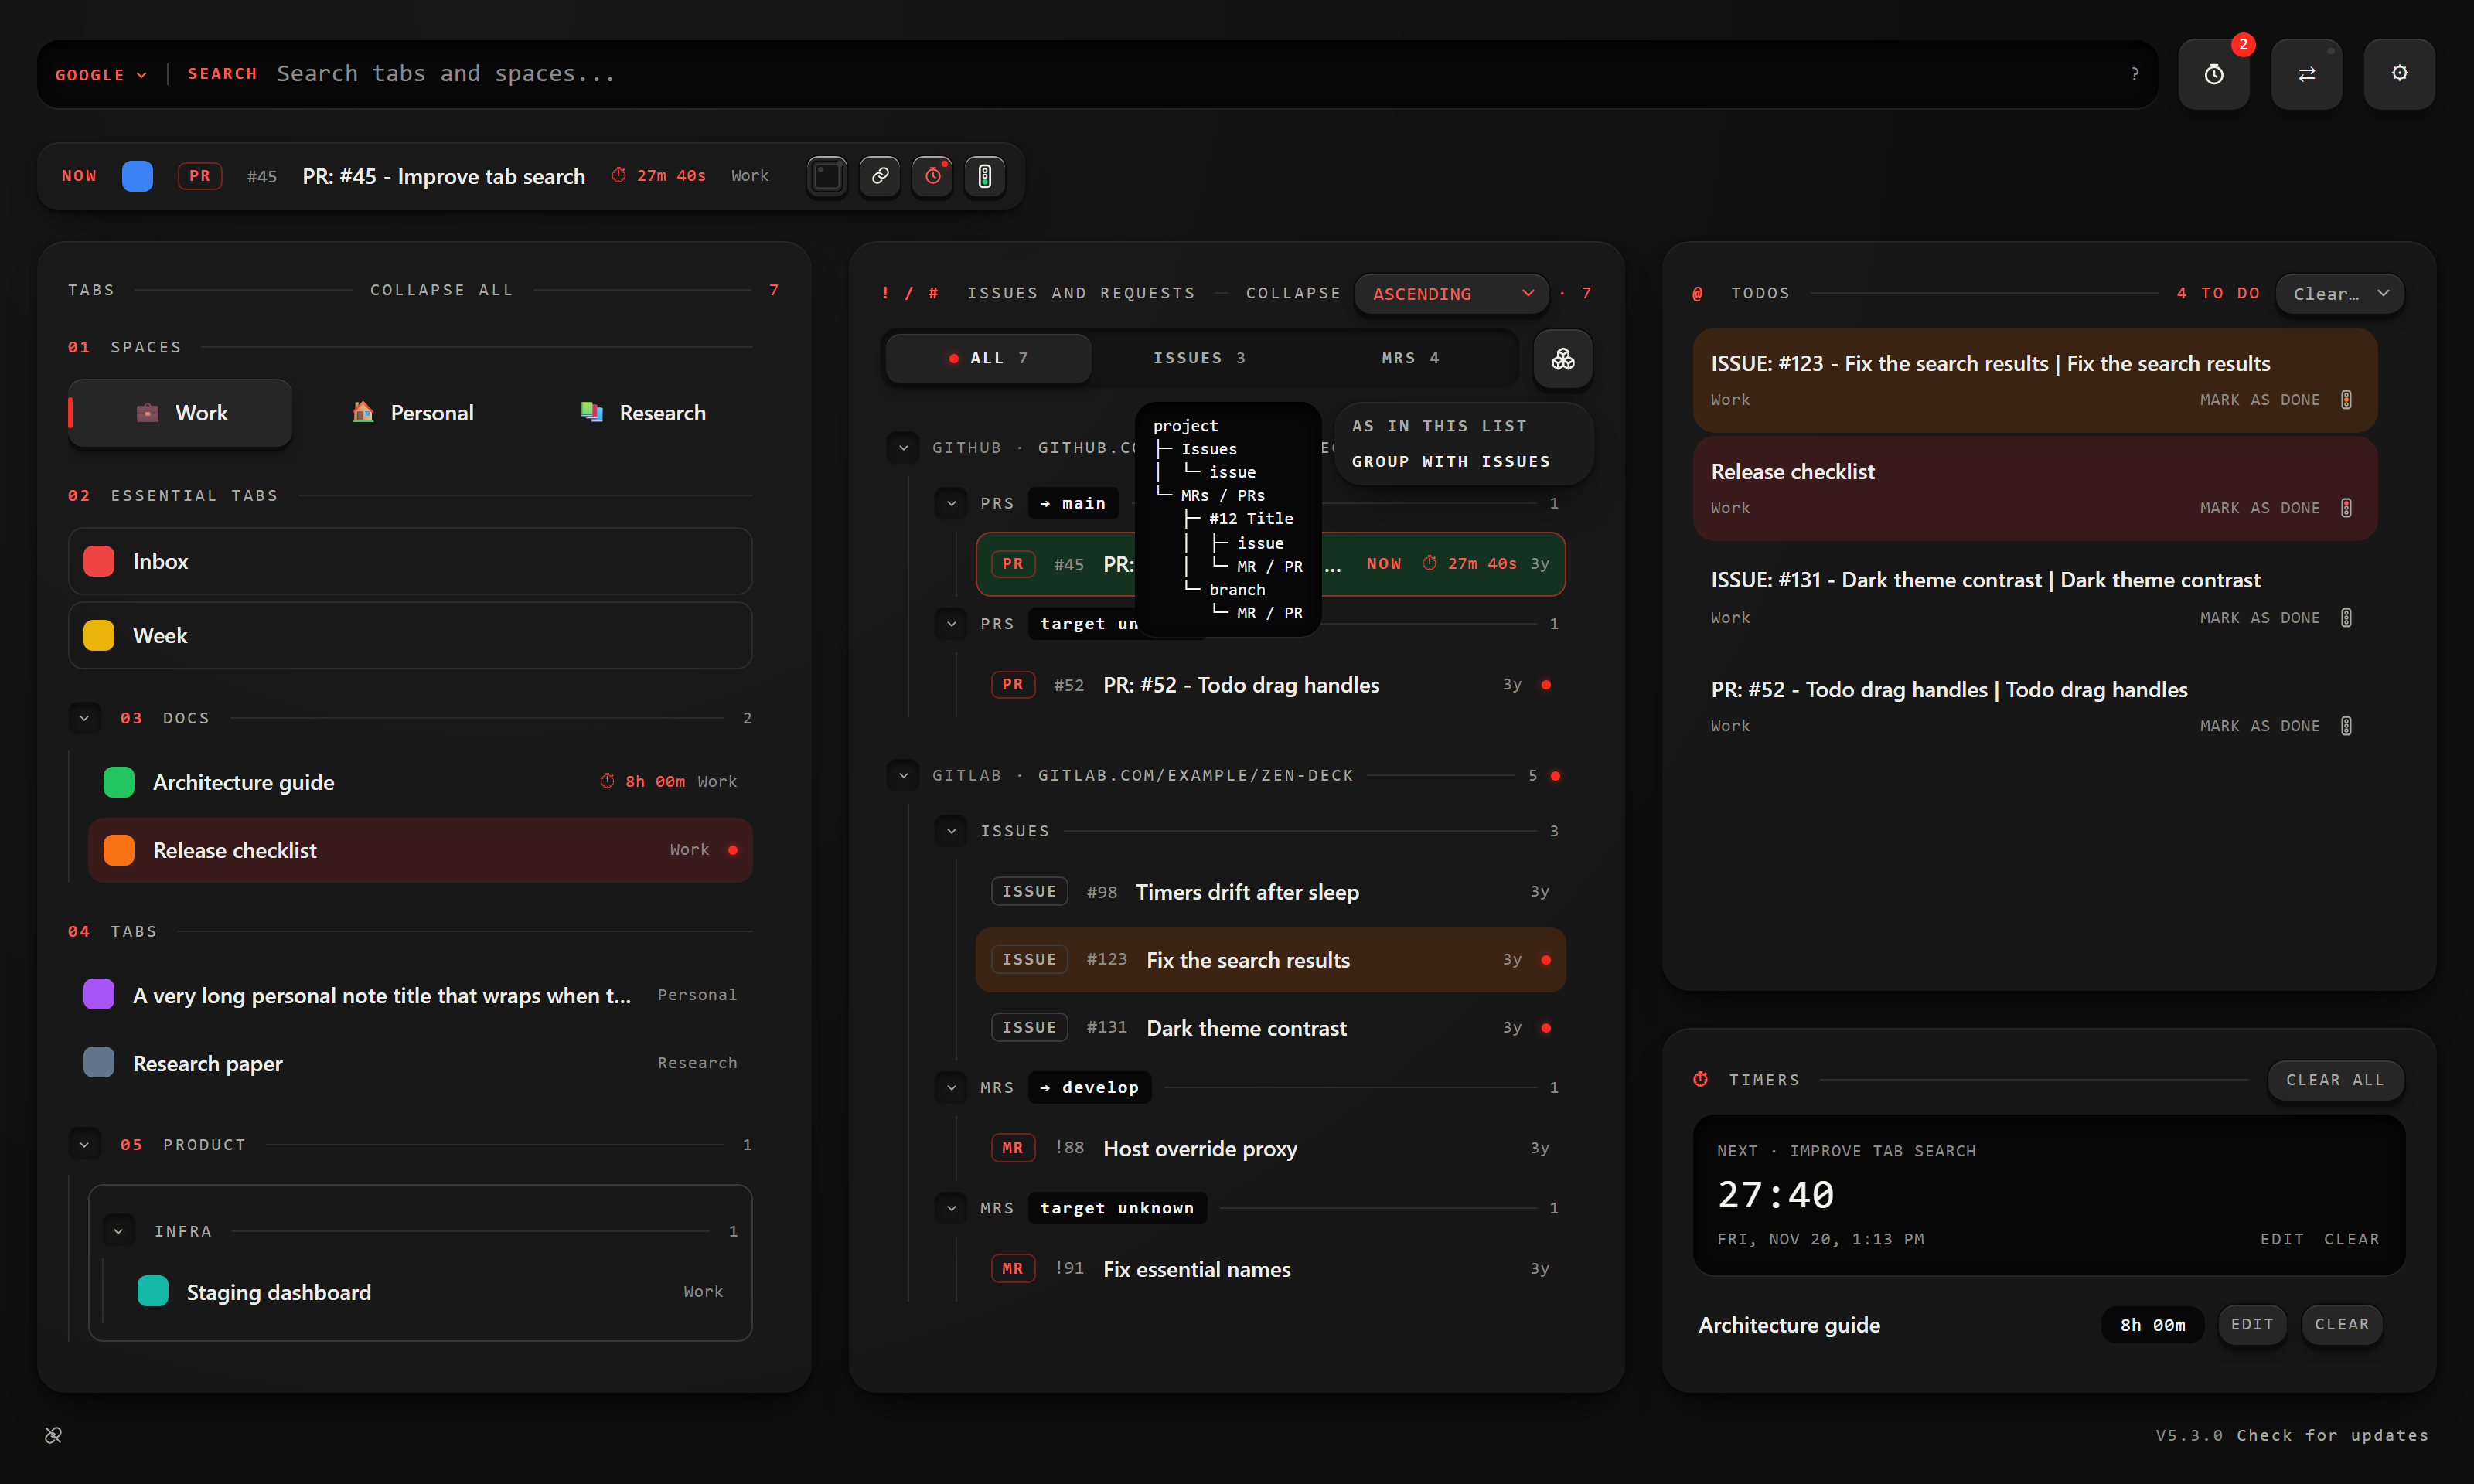 GOOGLE SEARCH Search tabs and spaces... ?
2
NOW PR #45 PR: #45 - Improve tab search 27m 40s Work
TABS COLLAPSE ALL 7
01 SPACES
Work Personal Research
02 ESSENTIAL TABS
Inbox
Week
03 DOCS 2
Architecture guide 8h 00m Work
Release checklist Work
04 TABS
A very long personal note title that wraps when t... Personal
Research paper Research
05 PRODUCT 1
INFRA 1
Staging dashboard Work
! / # ISSUES AND REQUESTS COLLAPSE ASCENDING · 7
ALL 7 ISSUES 3 MRS 4
AS IN THIS LIST
GROUP WITH ISSUES
project
├─ Issues
│ └─ issue
└─ MRs / PRs
├─ #12 Title
│ ├─ issue
│ └─ MR / PR
└─ branch
└─ MR / PR
GITHUB · GITHUB.CO
PRS → main 1
PR #45 PR: ... NOW 27m 40s 3y
PRS target un 1
PR #52 PR: #52 - Todo drag handles 3y
GITLAB · GITLAB.COM/EXAMPLE/ZEN-DECK 5
ISSUES 3
ISSUE #98 Timers drift after sleep 3y
ISSUE #123 Fix the search results 3y
ISSUE #131 Dark theme contrast 3y
MRS → develop 1
MR !88 Host override proxy 3y
MRS target unknown 1
MR !91 Fix essential names 3y
@ TODOS 4 TO DO Clear...
ISSUE: #123 - Fix the search results | Fix the search results
Work MARK AS DONE
Release checklist
Work MARK AS DONE
ISSUE: #131 - Dark theme contrast | Dark theme contrast
Work MARK AS DONE
PR: #52 - Todo drag handles | Todo drag handles
Work MARK AS DONE
TIMERS CLEAR ALL
NEXT · IMPROVE TAB SEARCH
27:40
FRI, NOV 20, 1:13 PM EDIT CLEAR
Architecture guide 8h 00m EDIT CLEAR
V5.3.0 Check for updates